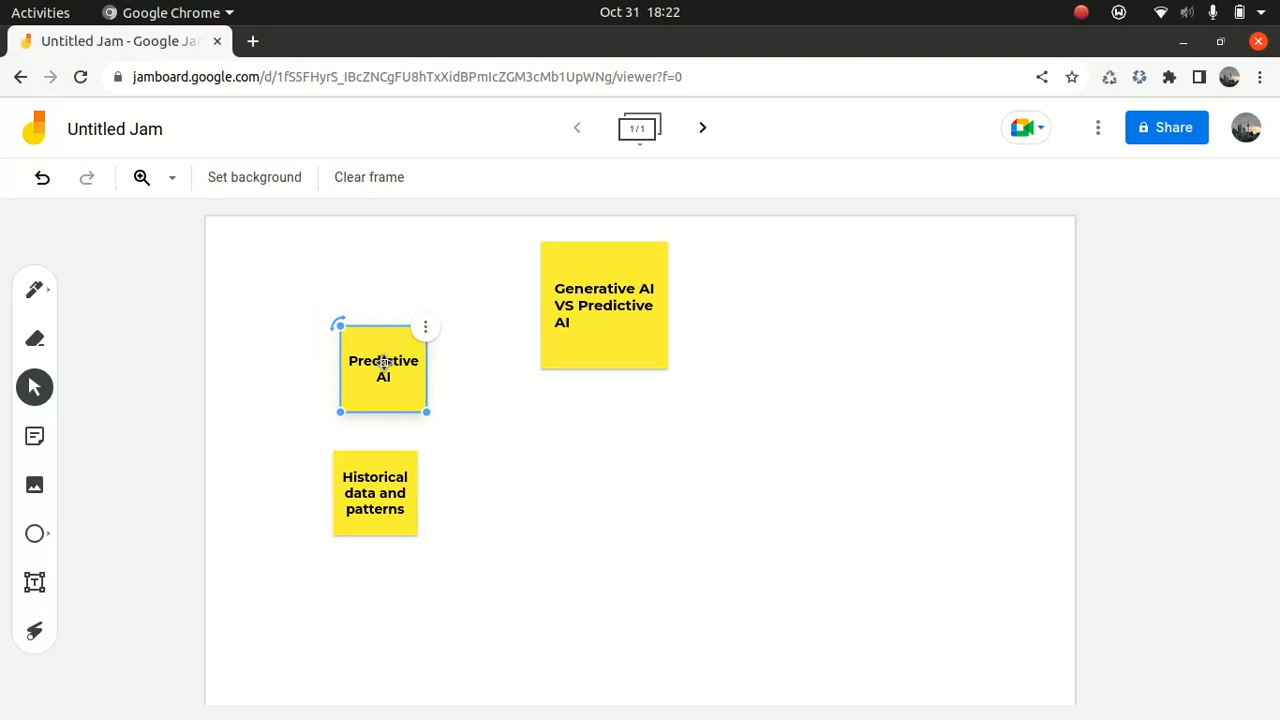 Activities
Google Chrome
Oct 31 18:22
Untitled Jam - Google Jar
jamboard.google.com/d/1fS5FHyrS_IBcZNCgFU8hTxXidBPmIcZGM3cMb1UpWNg/viewer?f=0
Untitled Jam
1/1
Share
Set background
Clear frame
Generative AI
VS Predictive
AI
Predictive
AI
Historical
data and
patterns